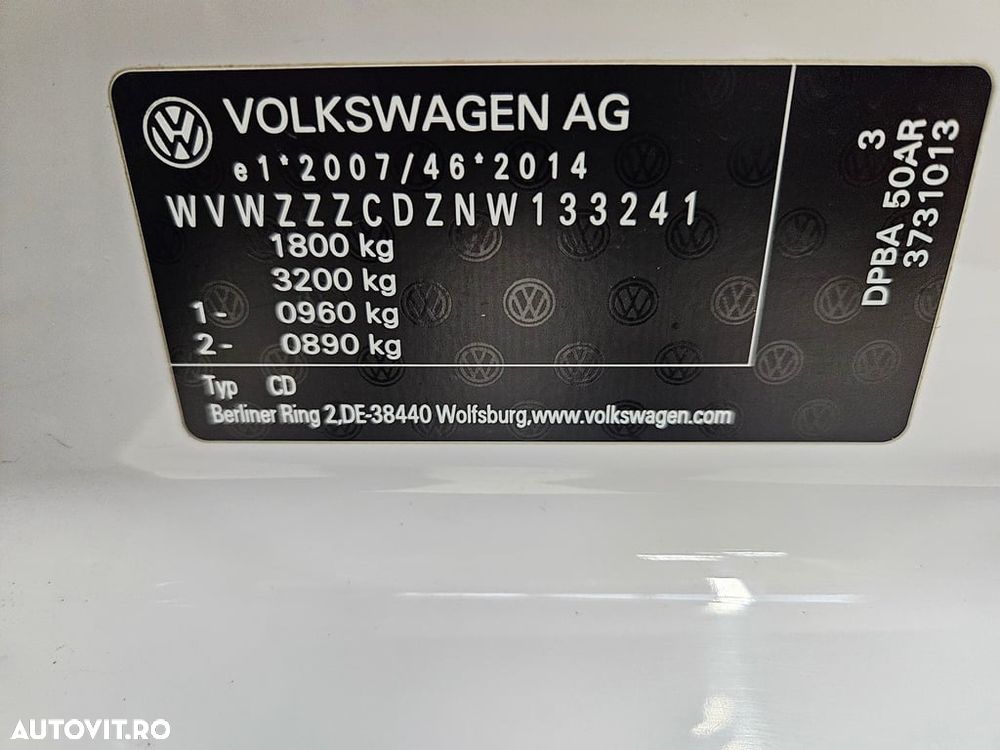 VOLKSWAGEN AG
e1*2007/46*2014
WVWZZZCDZNW133241
1800 kg
3200 kg
1- 0960 kg
2- 0890 kg
Typ CD
Berliner Ring 2,DE-38440 Wolfsburg,www.volkswagen.com
3
DPBA 50AR
3731013
AUTOVIT.RO